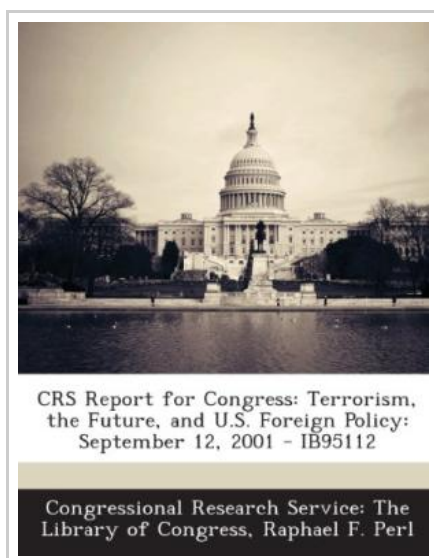 CRS Report for Congress: Terrorism,
the Future, and U.S. Foreign Policy:
September 12, 2001 - IB95112
Congressional Research Service: The
Library of Congress, Raphael F. Perl